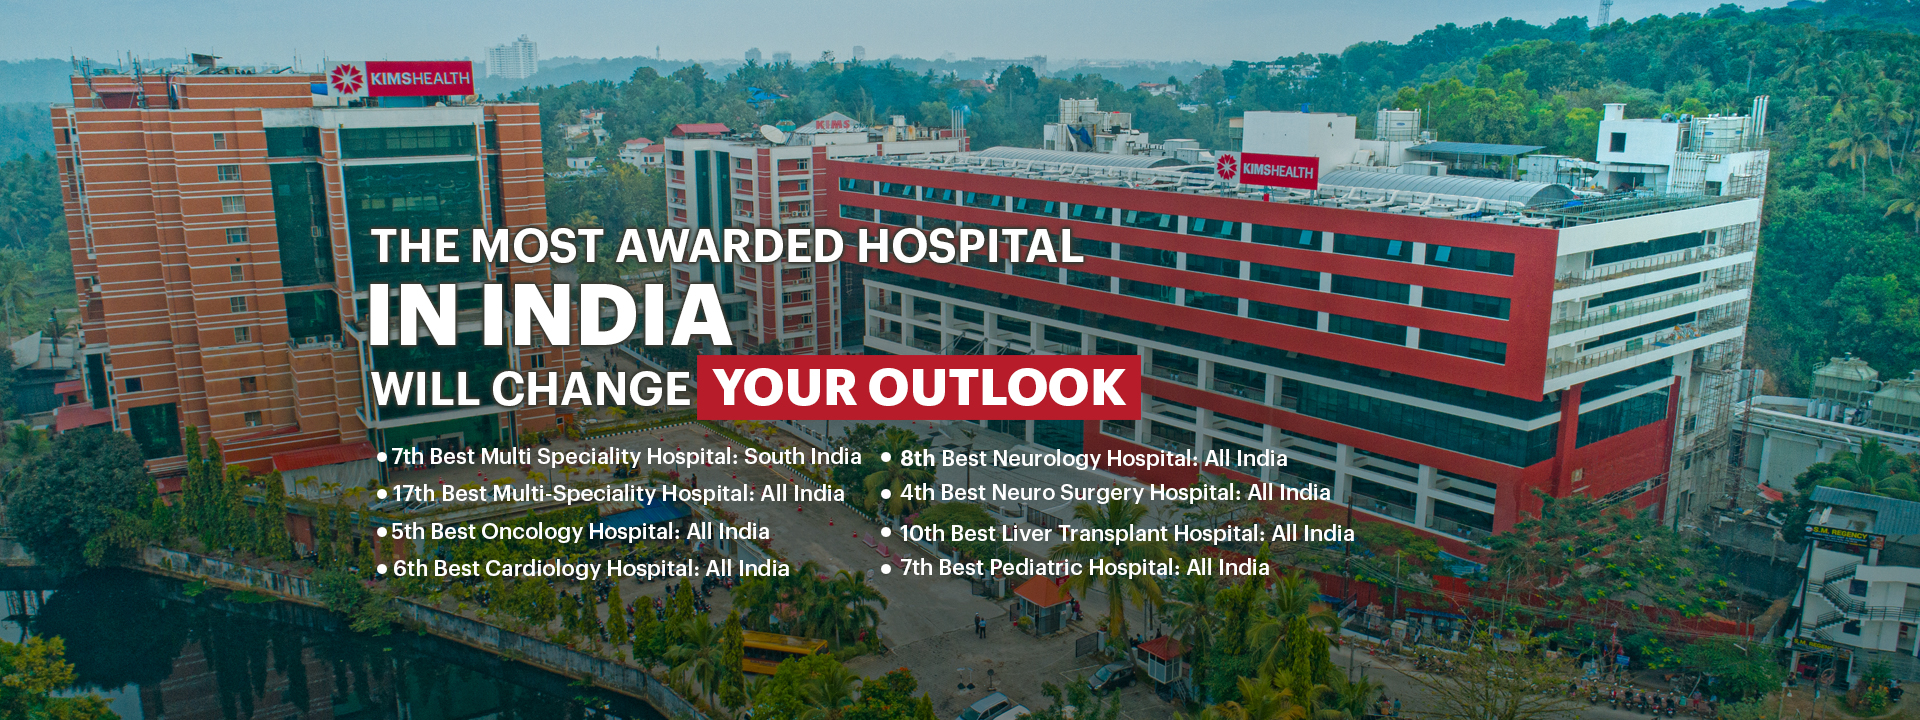 KIMSHEALTH
KIMS
KIMSHEALTH
THE MOST AWARDED HOSPITAL
IN INDIA
WILL CHANGE YOUR OUTLOOK
• 7th Best Multi Speciality Hospital: South India
• 17th Best Multi-Speciality Hospital: All India
• 5th Best Oncology Hospital: All India
• 6th Best Cardiology Hospital: All India
• 8th Best Neurology Hospital: All India
• 4th Best Neuro Surgery Hospital: All India
• 10th Best Liver Transplant Hospital: All India
• 7th Best Pediatric Hospital: All India
S.M. REGENCY
S.M. REGENCY